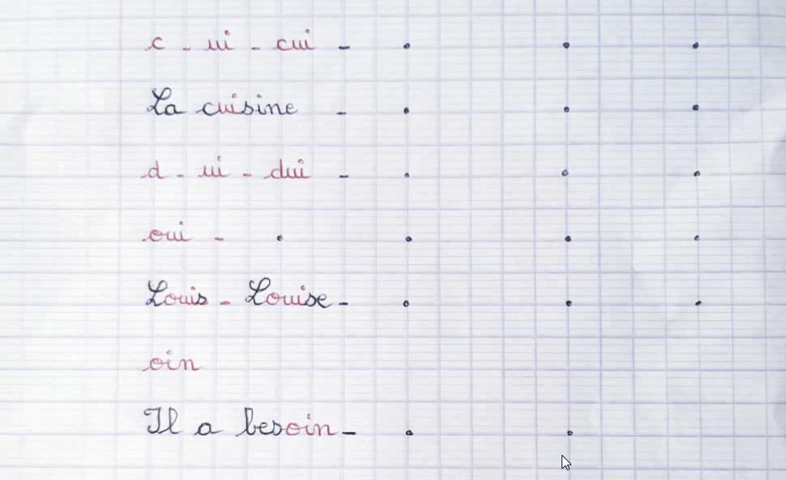 c - ui - cui -
La cuisine -
d - ui - dui -
oui -
Louis - Louise -
oin
Il a besoin -